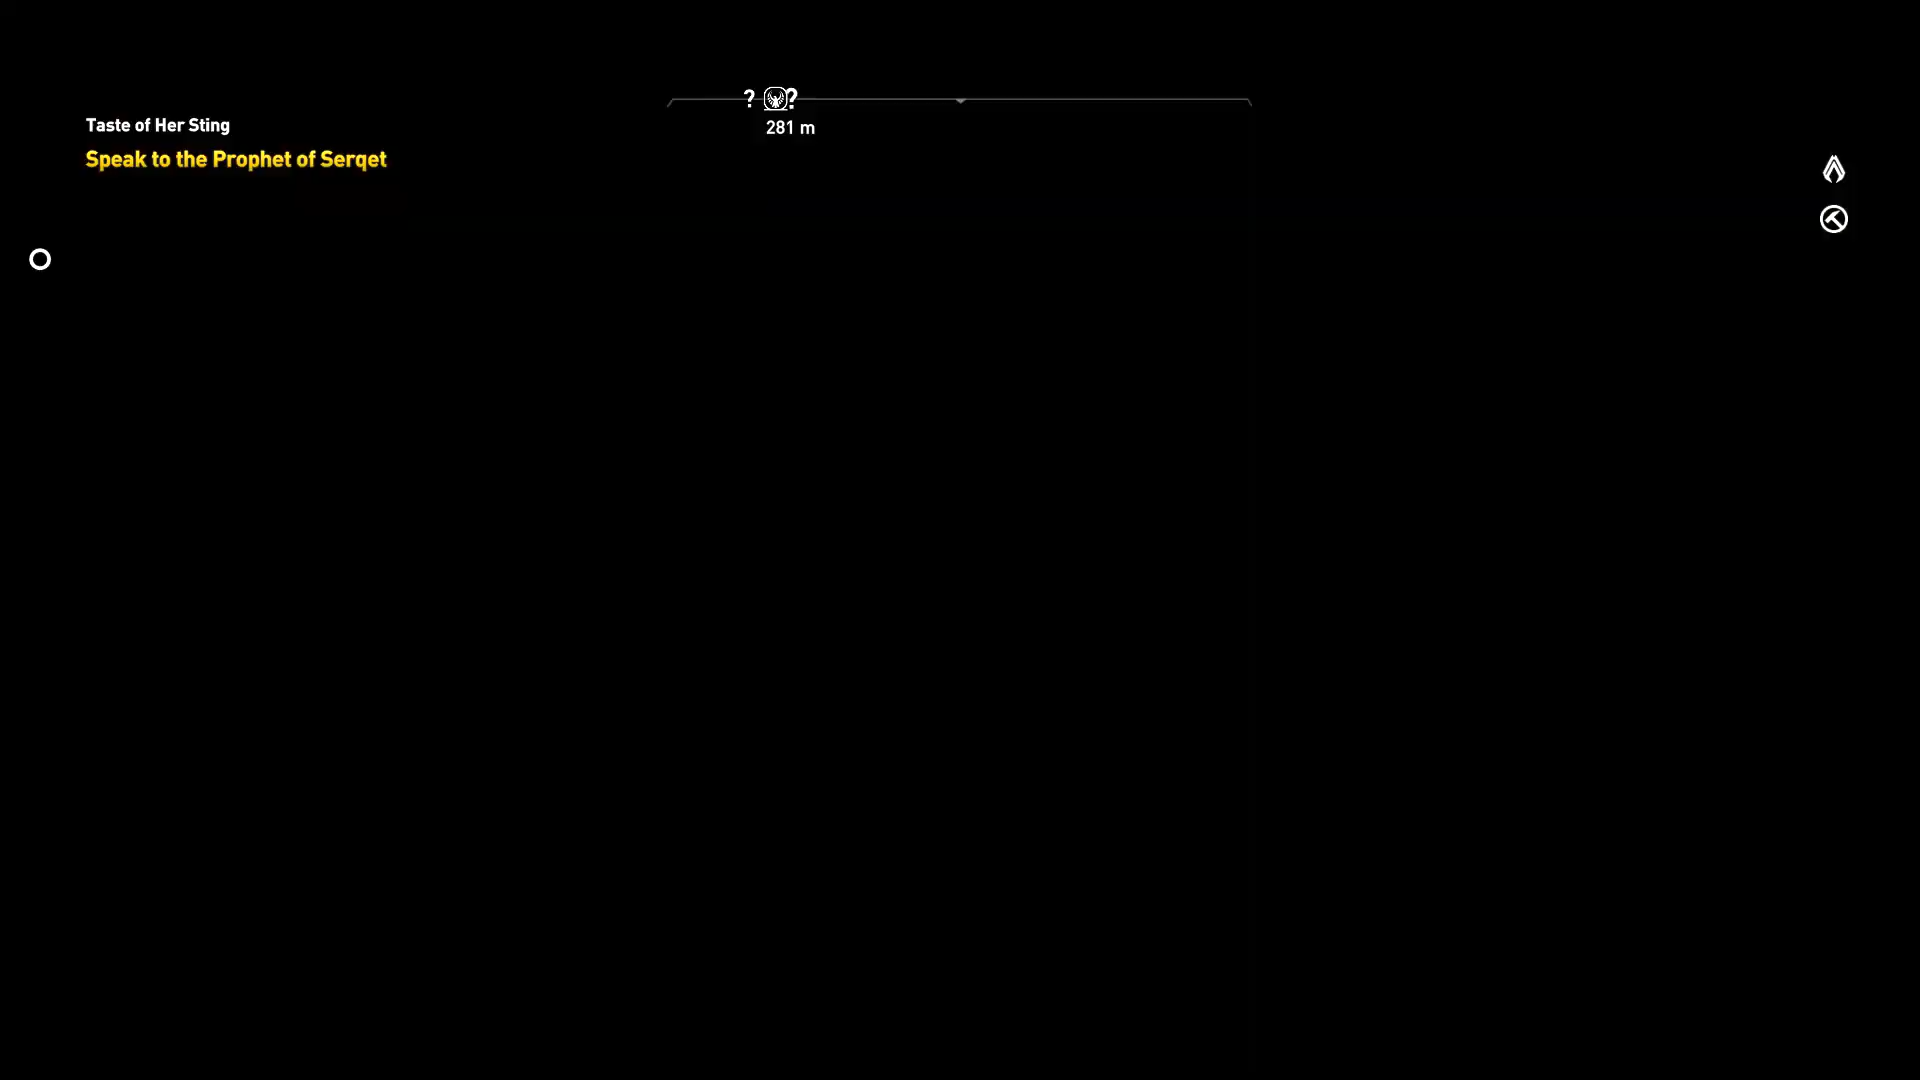 ? ?
281 m
Taste of Her Sting
Speak to the Prophet of Serqet